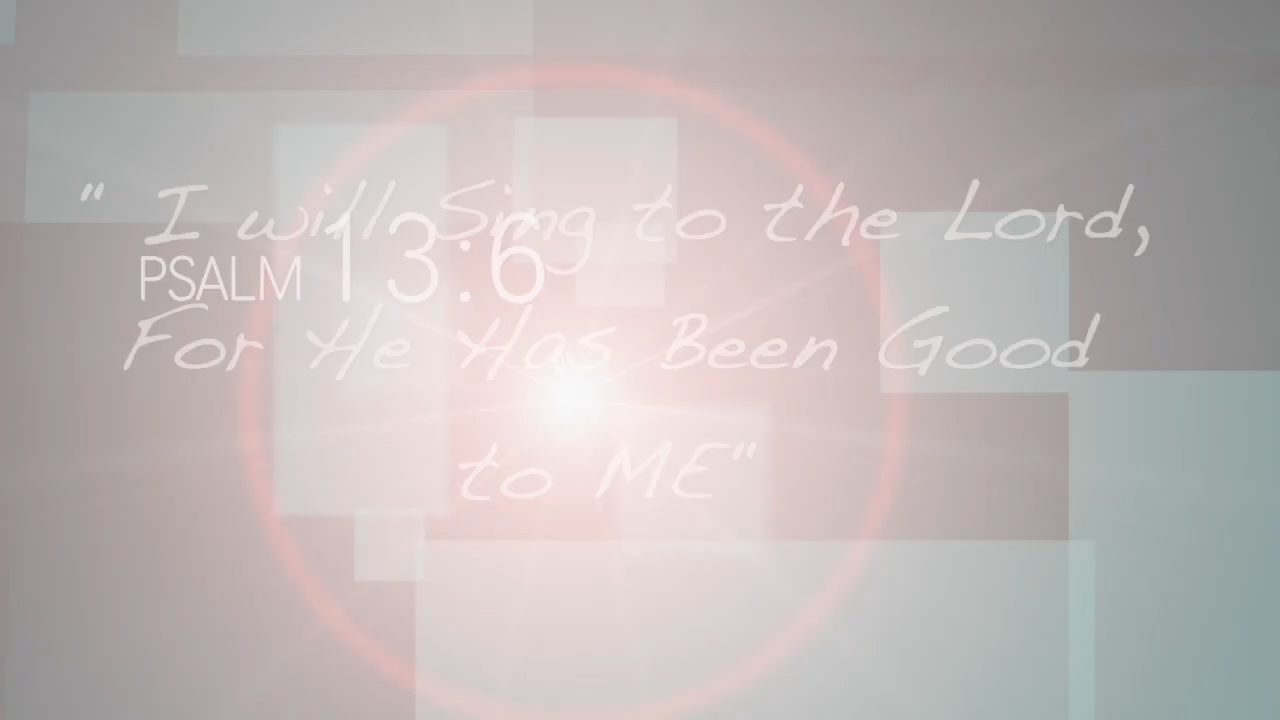 " I will Sing to the Lord,
PSALM 13:6
For He Has Been Good
to ME"